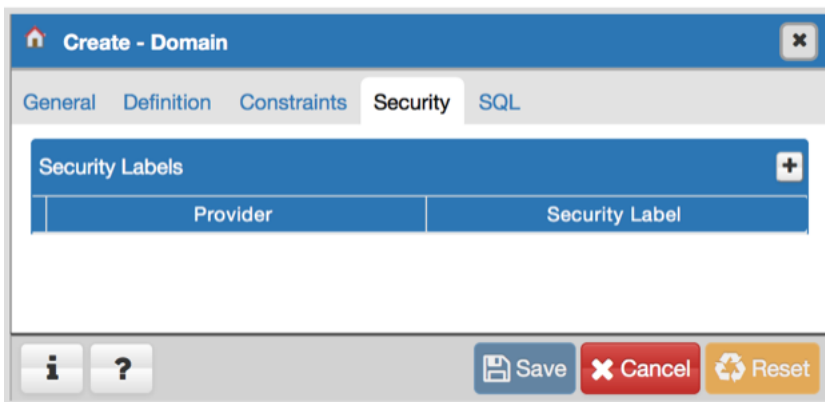 Create - Domain
General Definition Constraints Security SQL
Security Labels
Provider Security Label
i ? Save Cancel Reset